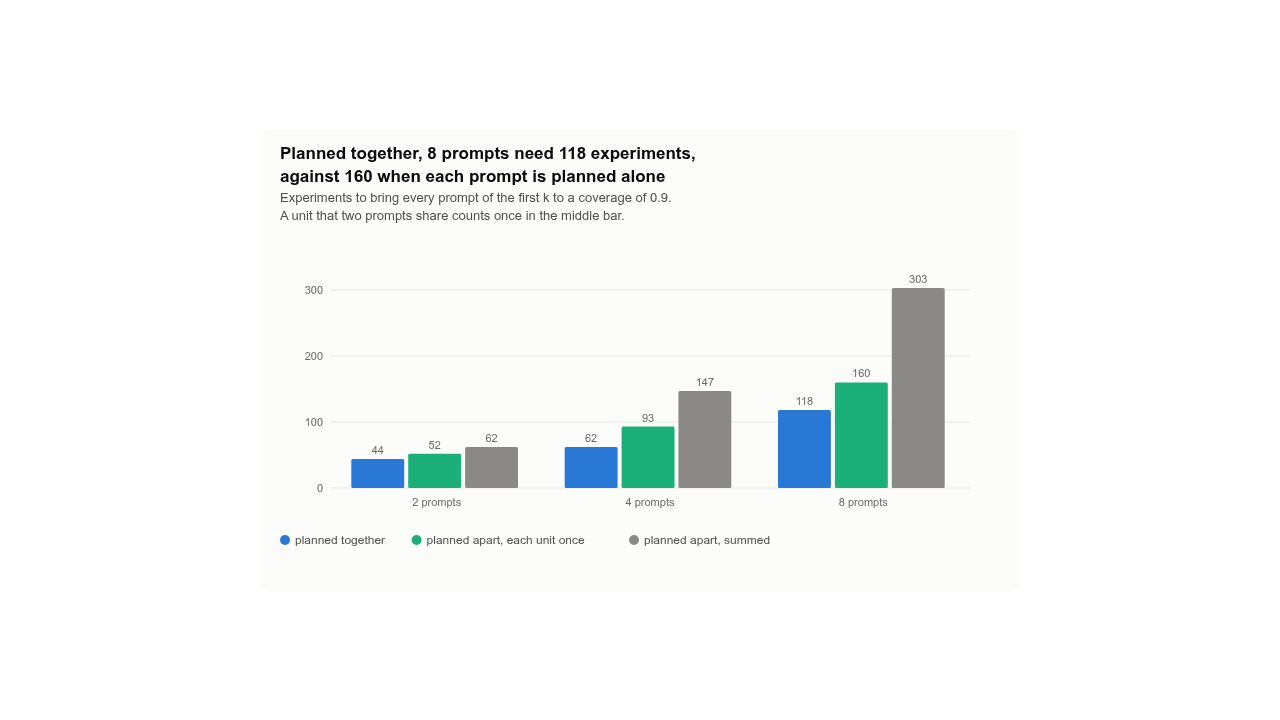 Planned together, 8 prompts need 118 experiments,
against 160 when each prompt is planned alone
Experiments to bring every prompt of the first k to a coverage of 0.9.
A unit that two prompts share counts once in the middle bar.
300
200
100
0
44
52
62
62
93
147
118
160
303
2 prompts
4 prompts
8 prompts
planned together
planned apart, each unit once
planned apart, summed